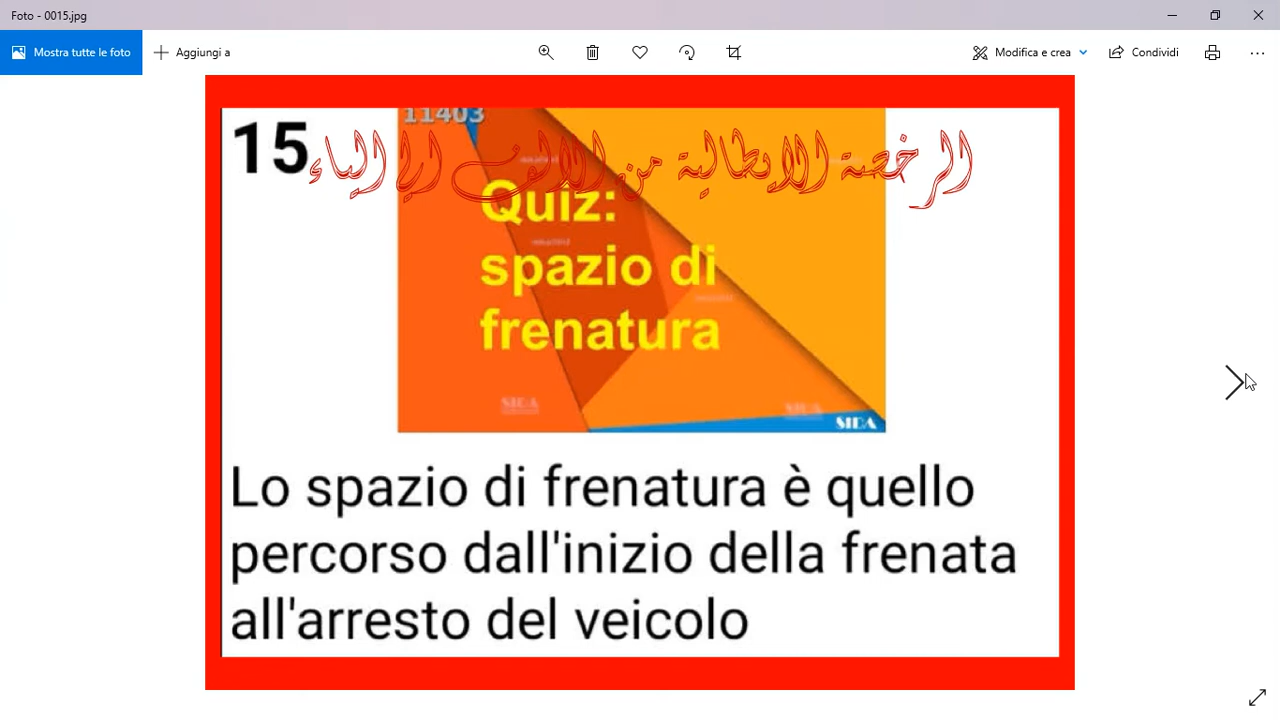 Foto - 0015.jpg
Mostra tutte le foto
Aggiungi a
Modifica e crea
Condividi
11403
15
الرخصة الايطالية من الالف الى الياء
Quiz:
spazio di
frenatura
SIDA
SIDA
SIDA
Lo spazio di frenatura è quello
percorso dall'inizio della frenata
all'arresto del veicolo